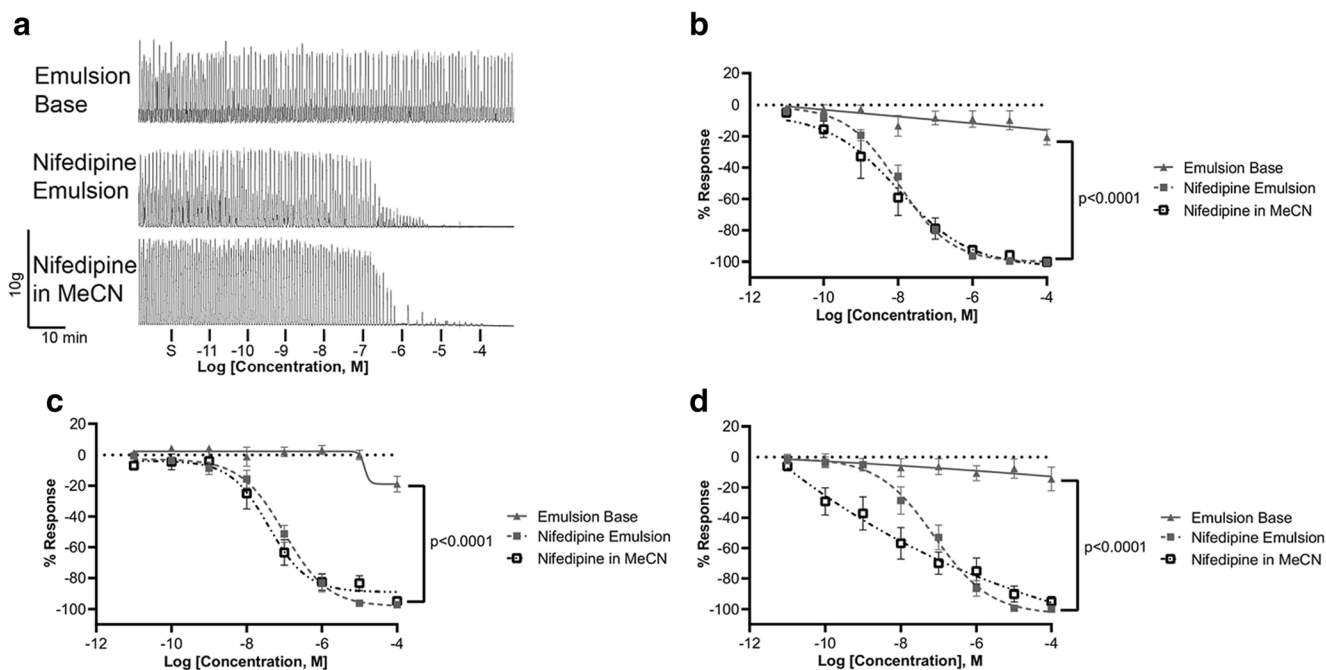 a
Emulsion
Base
Nifedipine
Emulsion
Nifedipine
in MeCN
10g
10 min
S -11 -10 -9 -8 -7 -6 -5 -4
Log [Concentration, M]
b
20
0
-20
-40
-60
-80
-100
% Response
-12 -10 -8 -6 -4
Log [Concentration, M]
p<0.0001
Emulsion Base
Nifedipine Emulsion
Nifedipine in MeCN
c
20
0
-20
-40
-60
-80
-100
% Response
-12 -10 -8 -6 -4
Log [Concentration, M]
p<0.0001
Emulsion Base
Nifedipine Emulsion
Nifedipine in MeCN
d
20
0
-20
-40
-60
-80
-100
% Response
-12 -10 -8 -6 -4
Log [Concentration], M
p<0.0001
Emulsion Base
Nifedipine Emulsion
Nifedipine in MeCN